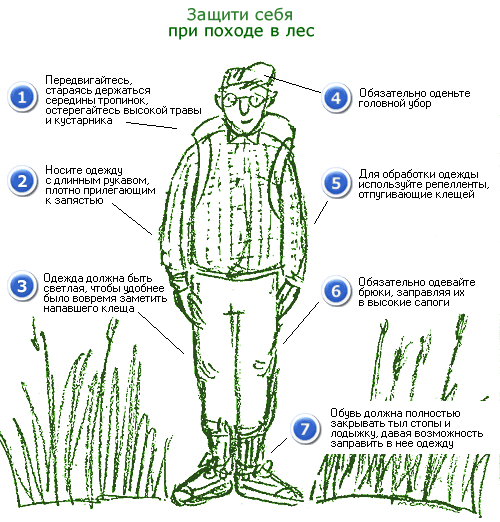 Защити себя
при походе в лес
1
Передвигайтесь,
стараясь держаться
середины тропинок,
остерегайтесь высокой травы
и кустарника
2
Носите одежду
с длинным рукавом,
плотно прилегающим
к запястью
3
Одежда должна быть
светлая, чтобы удобнее
было вовремя заметить
напавшего клеща
4
Обязательно оденьте
головной убор
5
Для обработки одежды
используйте репелленты,
отпугивающие клещей
6
Обязательно одевайте
брюки, заправляя их
в высокие сапоги
7
Обувь должна полностью
закрывать тыл стопы и
лодыжку, давая возможность
заправить в нее одежду